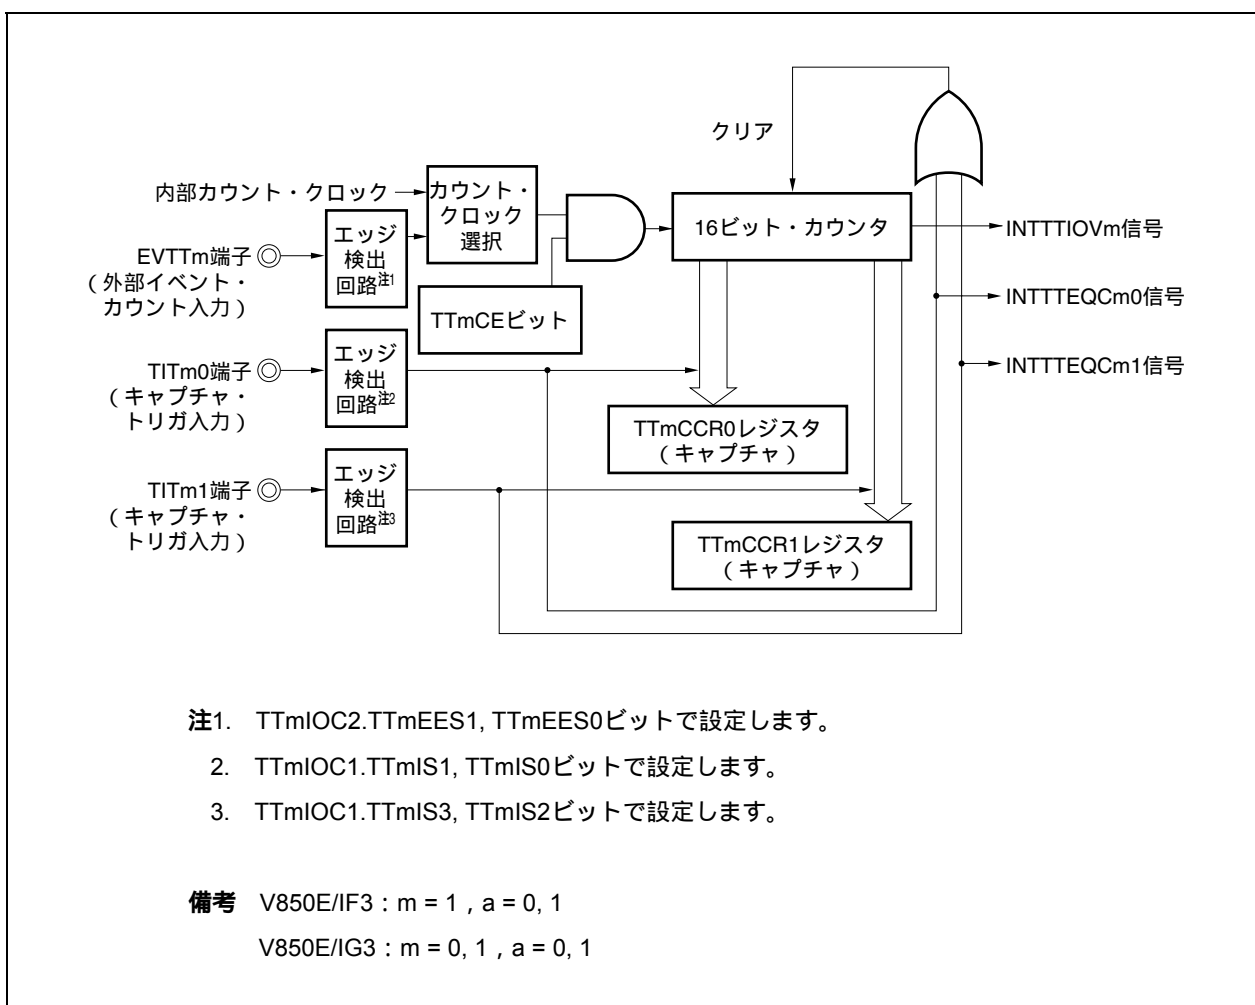 クリア
内部カウント・クロック
カウント・
クロック
選択
16ビット・カウンタ
INTTTIOVm信号
EVTTm端子
（外部イベント・
カウント入力）
エッジ
検出
回路注1
TTmCEビット
INTTTEQCm0信号
TITm0端子
（キャプチャ・
トリガ入力）
エッジ
検出
回路注2
INTTTEQCm1信号
TTmCCR0レジスタ
（キャプチャ）
TITm1端子
（キャプチャ・
トリガ入力）
エッジ
検出
回路注3
TTmCCR1レジスタ
（キャプチャ）
注1. TTmIOC2.TTmEES1, TTmEES0ビットで設定します。
2. TTmIOC1.TTmIS1, TTmIS0ビットで設定します。
3. TTmIOC1.TTmIS3, TTmIS2ビットで設定します。
備考 V850E/IF3：m = 1，a = 0, 1
V850E/IG3：m = 0, 1，a = 0, 1